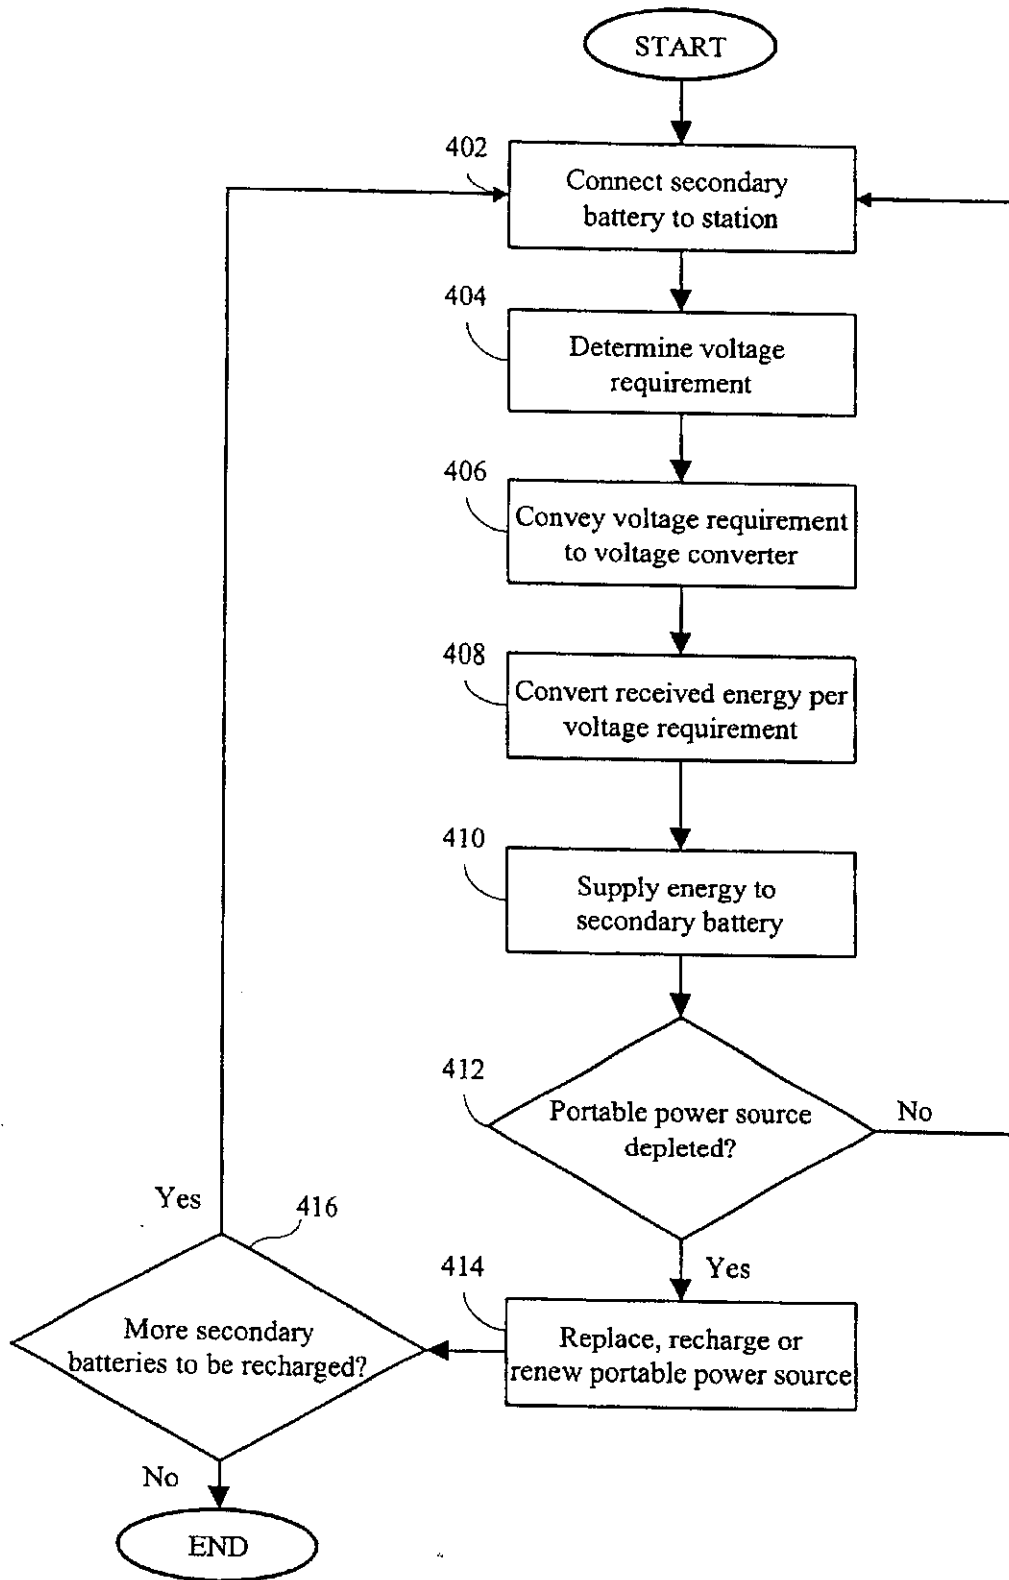 START
402
Connect secondary
battery to station
404
Determine voltage
requirement
406
Convey voltage requirement
to voltage converter
408
Convert received energy per
voltage requirement
410
Supply energy to
secondary battery
412
Portable power source
depleted?
No
Yes
414
Replace, recharge or
renew portable power source
416
Yes
More secondary
batteries to be recharged?
No
END